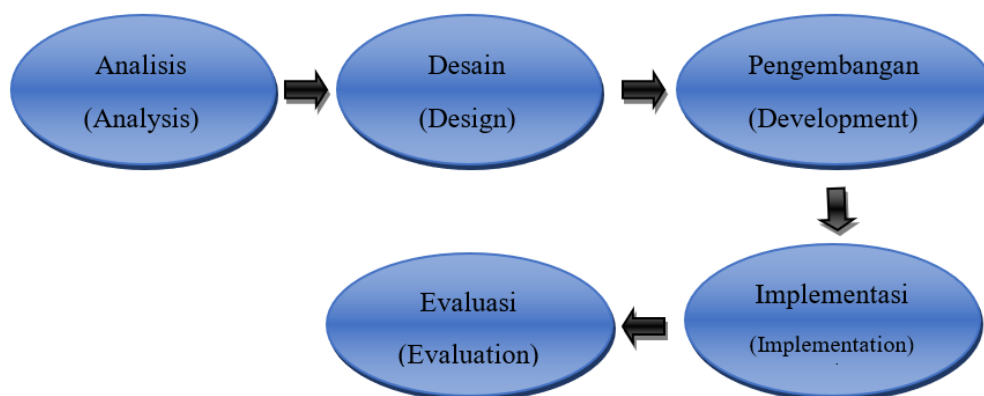 Analisis
(Analysis)
Desain
(Design)
Pengembangan
(Development)
Implementasi
(Implementation)
Evaluasi
(Evaluation)